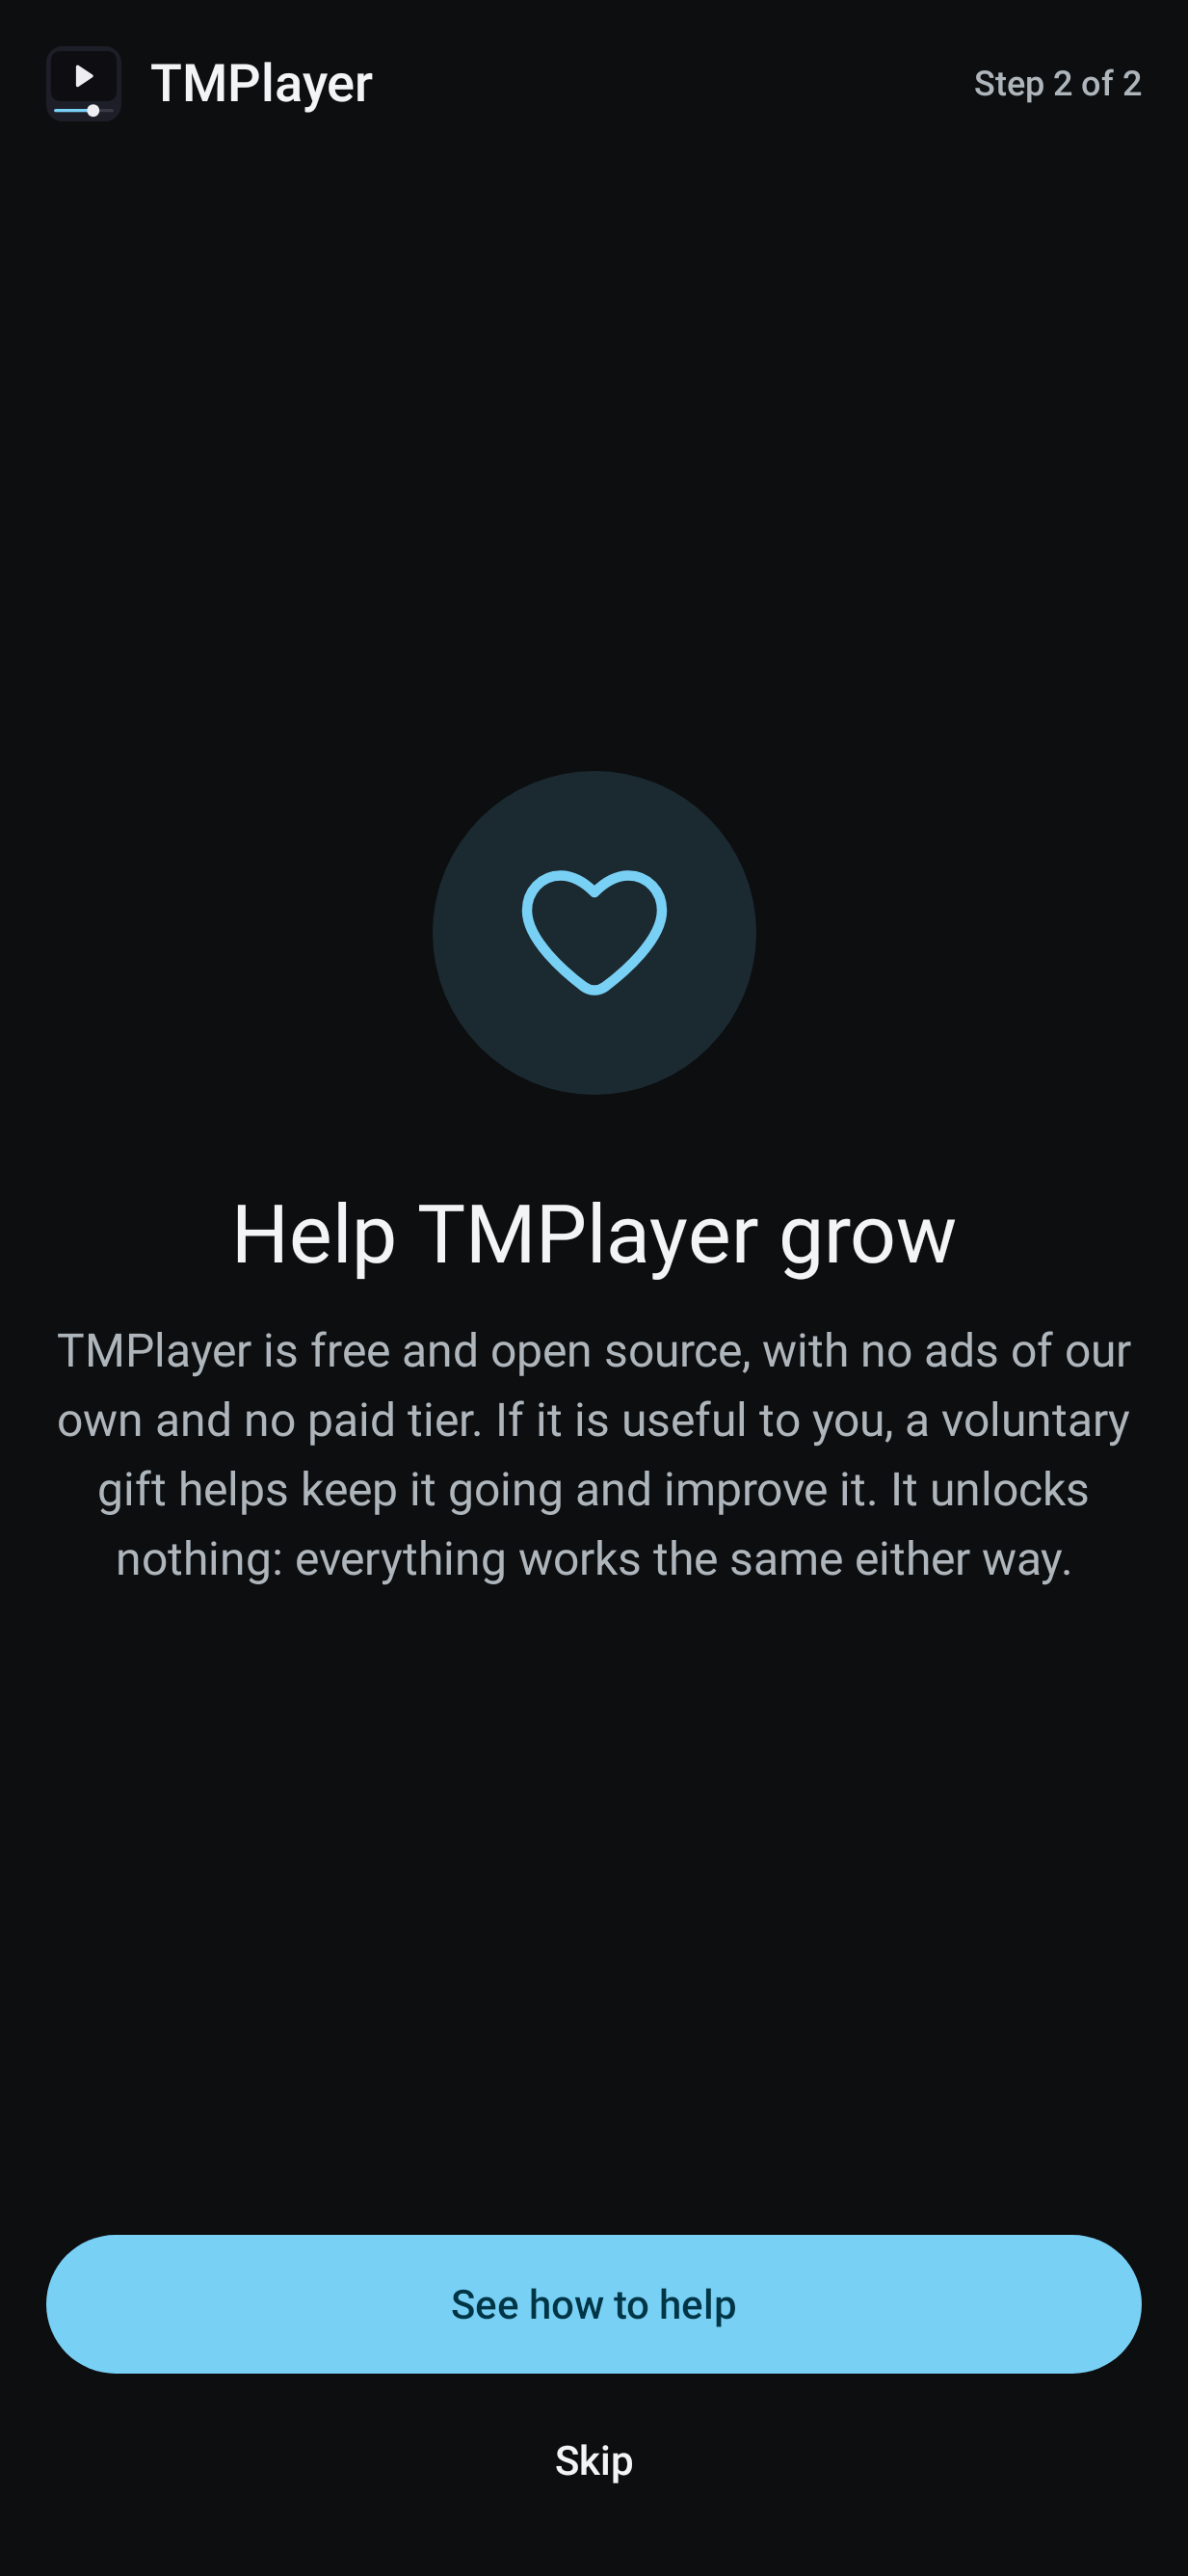 TMPlayer
Step 2 of 2
Help TMPlayer grow
TMPlayer is free and open source, with no ads of our
own and no paid tier. If it is useful to you, a voluntary
gift helps keep it going and improve it. It unlocks
nothing: everything works the same either way.
See how to help
Skip